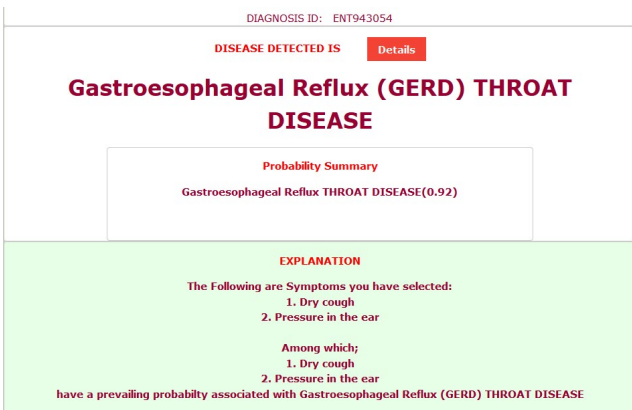 DIAGNOSIS ID: ENT943054
DISEASE DETECTED IS Details
Gastroesophageal Reflux (GERD) THROAT
DISEASE
Probability Summary
Gastroesophageal Reflux THROAT DISEASE(0.92)
EXPLANATION
The Following are Symptoms you have selected:
1. Dry cough
2. Pressure in the ear
Among which;
1. Dry cough
2. Pressure in the ear
have a prevailing probabilty associated with Gastroesophageal Reflux (GERD) THROAT DISEASE